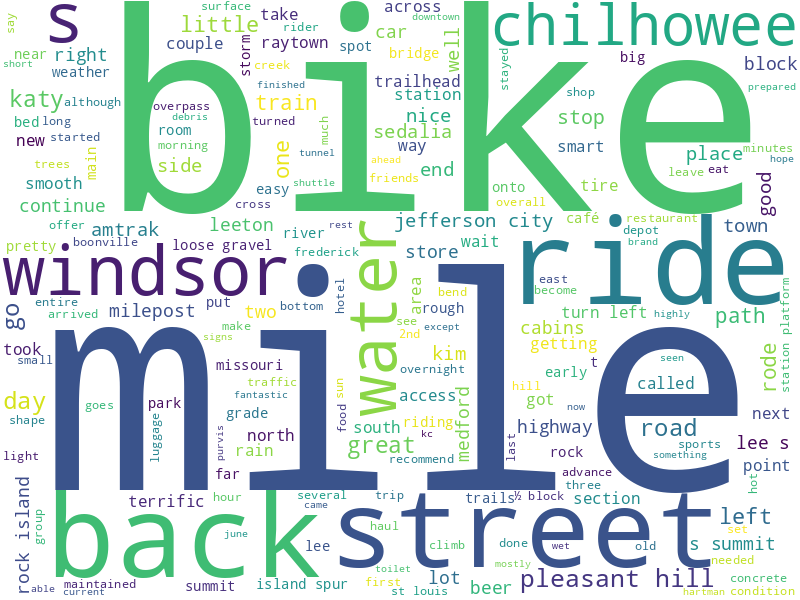 say
s
bike
surface
little
take
rider
across
downtown
chilhowee
near
right
couple
storm
raytown
spot
car
bridge
well
stayed
big
block
short
weather
creek
trailhead
katy
although
overpass
finished
train
station
shop
prepared
bed
long
debris
turned
much
nice
stop
new
started
room
one
sedalia
smart
place
minutes
main
morning
tunnel
ahead
way
leave
eat
hope
trees
side
friends
end
onto
good
smooth
easy
shuttle
tire
continue
cross
overall
offer
amtrak
leeton
river
rest
jefferson city
café
restaurant
town
pretty
boonville
loose gravel
frederick
water
store
wait
ride
depot
brand
windsor
hotel
area
east
become
station platform
go
entire
arrived
milepost
put
bottom
bend
rough
turn left
highly
path
two
see
except
cabins
make
2nd
getting
took
signs
missouri
kim
seen
rode
small
mile
traffic
overnight
early
t
day
fantastic
sun
access
hill
got
called
goes
park
shape
luggage
grade
food
south
riding
medford
highway
now
road
next
north
kc
last
sports
lee s
light
purvis
rain
great
recommend
rock
something
point
far
advance
hot
rock island
terrific
hour
several
trip
trails
½ block
three
section
came
left
group
back
street
set
june
haul
done
old
s summit
lee
climb
wet
needed
able
maintained
summit
toilet
mostly
concrete
current
island spur
first
lot
beer
pleasant hill
st louis
hartman
condition